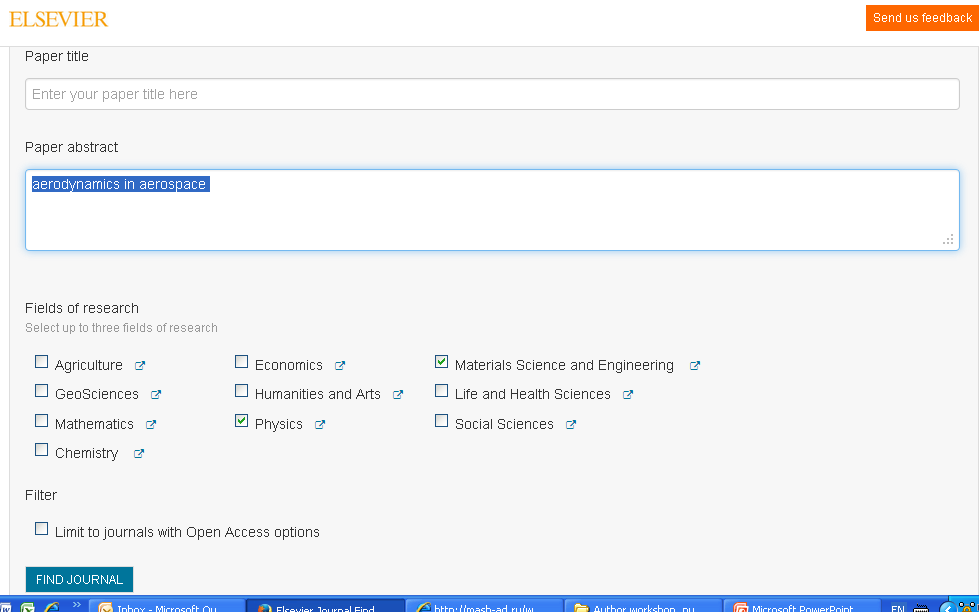 ELSEVIER
Send us feedback
Paper title
Enter your paper title here
Paper abstract
aerodynamics in aerospace
Fields of research
Select up to three fields of research
Agriculture Economics Materials Science and Engineering
GeoSciences Humanities and Arts Life and Health Sciences
Mathematics Physics Social Sciences
Chemistry
Filter
Limit to journals with Open Access options
FIND JOURNAL
Inbox - Microsoft Ou... Elsevier Journal Find... http://mash-ad.ru/w... Author workshop_pu... Microsoft PowerPoint ... EN